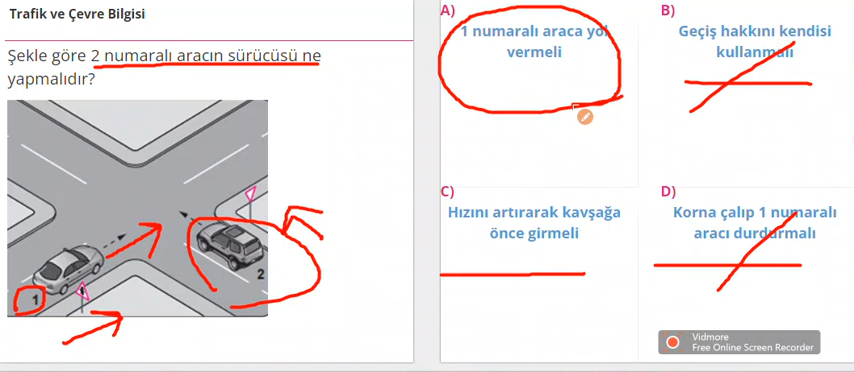 Trafik ve Çevre Bilgisi
Şekle göre 2 numaralı aracın sürücüsü ne
yapmalıdır?
1
2
A)
1 numaralı araca yol
vermeli
B)
Geçiş hakkını kendisi
kullanmalı
C)
Hızını artırarak kavşağa
önce girmeli
D)
Korna çalıp 1 numaralı
aracı durdurmalı
Vidmore
Free Online Screen Recorder